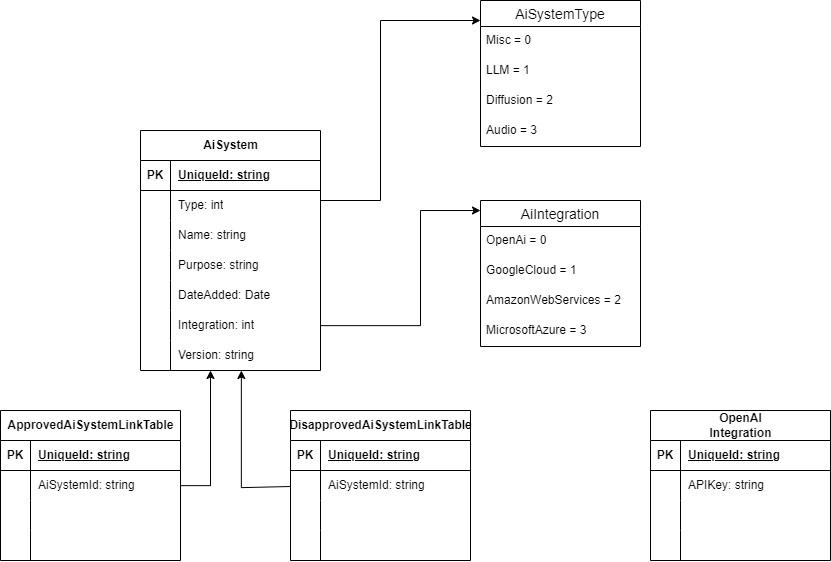 AiSystemType
Misc = 0
LLM = 1
Diffusion = 2
Audio = 3
AiSystem
PK UniqueId: string
Type: int
Name: string
Purpose: string
DateAdded: Date
Integration: int
Version: string
AiIntegration
OpenAi = 0
GoogleCloud = 1
AmazonWebServices = 2
MicrosoftAzure = 3
ApprovedAiSystemLinkTable
PK UniqueId: string
AiSystemId: string
DisapprovedAiSystemLinkTable
PK UniqueId: string
AiSystemId: string
OpenAI
Integration
PK UniqueId: string
APIKey: string